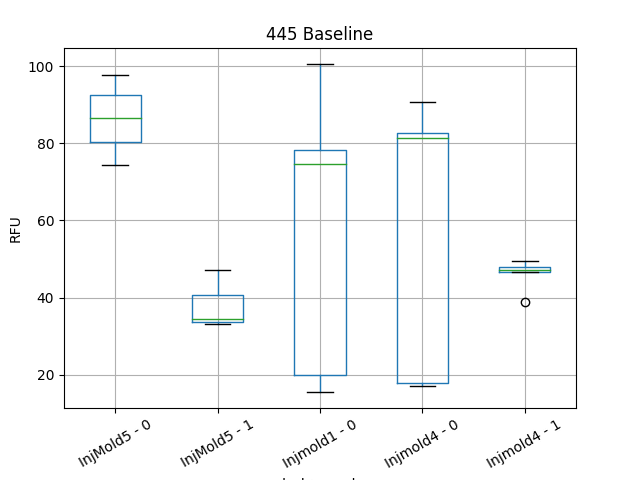 445 Baseline
RFU
100
80
60
40
20
InjMold5 - 0
InjMold5 - 1
Injmold1 - 0
Injmold4 - 0
Injmold4 - 1